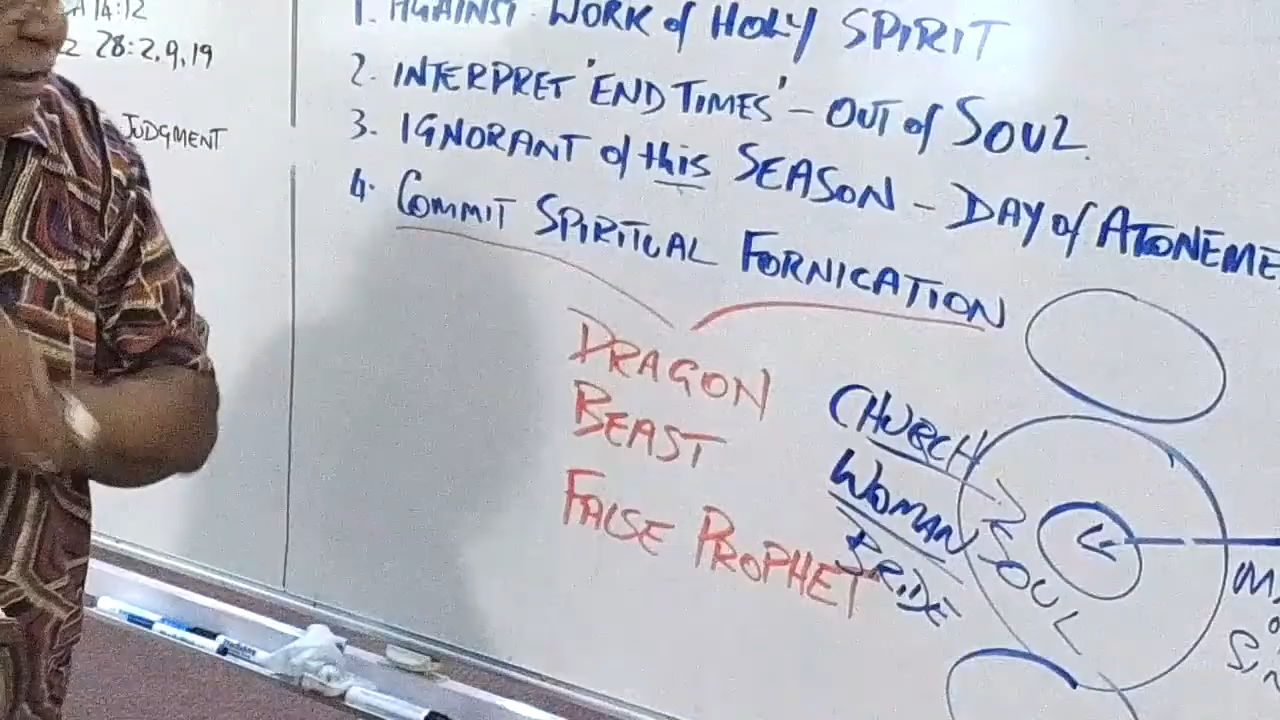 14:12
28:2,9,19
JUDGMENT
1. AGAINST WORK of HOLY SPIRIT
2. INTERPRET 'END TIMES' - OUT of SOUL.
3. IGNORANT of this SEASON - DAY of ATONEME
4. COMMIT SPIRITUAL FORNICATION
DRAGON
BEAST
FALSE PROPHET
CHURCH
WOMAN
BRIDE
SOUL